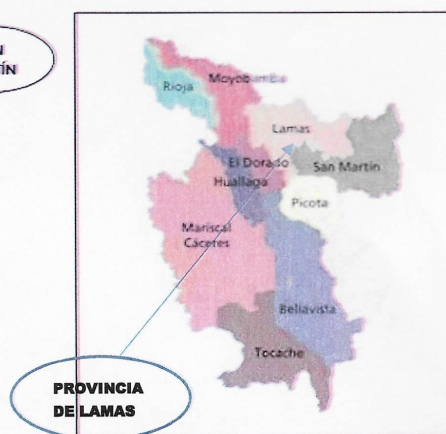 TÍN
Rioja
Moyobamba
Lamas
El Dorado
San Martín
Huallaga
Picota
Mariscal
Cáceres
Bellavista
Tocache
PROVINCIA
DE LAMAS